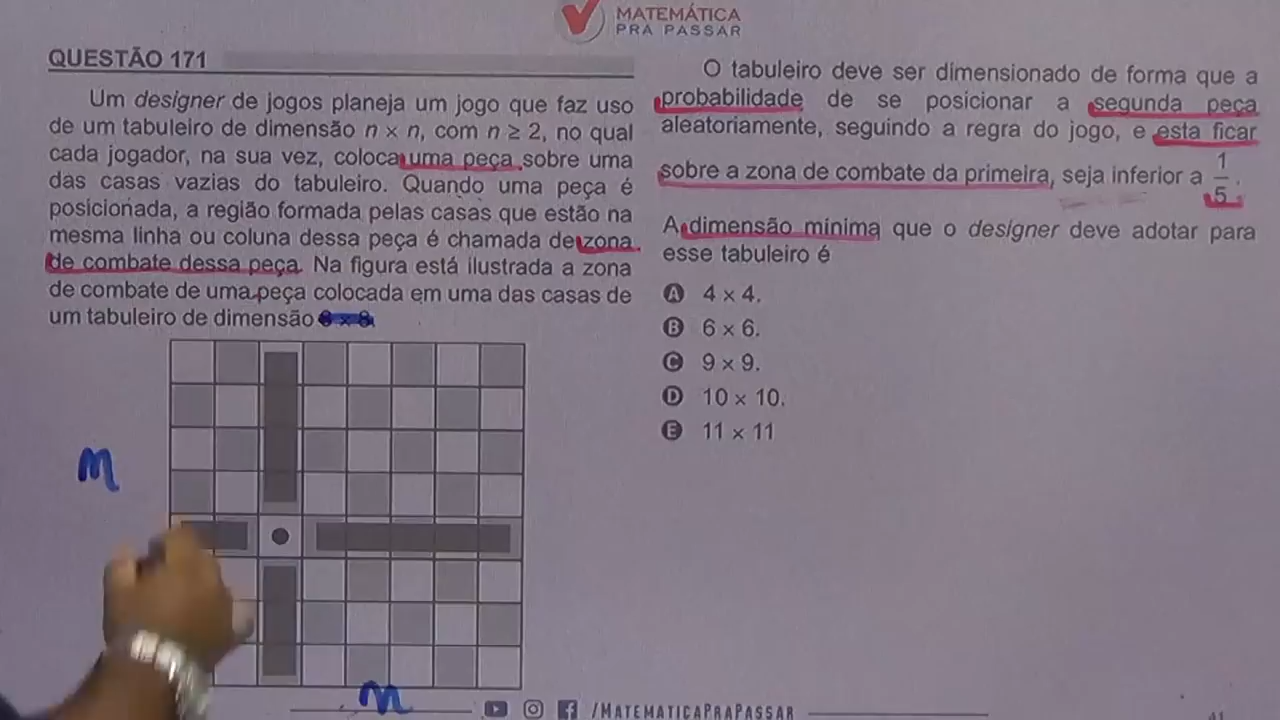 MATEMÁTICA
PRA PASSAR
QUESTÃO 171
Um designer de jogos planeja um jogo que faz uso
de um tabuleiro de dimensão n × n, com n ≥ 2, no qual
cada jogador, na sua vez, coloca uma peça sobre uma
das casas vazias do tabuleiro. Quando uma peça é
posicionada, a região formada pelas casas que estão na
mesma linha ou coluna dessa peça é chamada de zona
de combate dessa peça. Na figura está ilustrada a zona
de combate de uma peça colocada em uma das casas de
um tabuleiro de dimensão 8 × 8.
m
m
O tabuleiro deve ser dimensionado de forma que a
probabilidade de se posicionar a segunda peça
aleatoriamente, seguindo a regra do jogo, e esta ficar
sobre a zona de combate da primeira, seja inferior a 1/5.
A dimensão mínima que o designer deve adotar para
esse tabuleiro é
A 4 × 4.
B 6 × 6.
C 9 × 9.
D 10 × 10.
E 11 × 11
/MATEMATICAPRAPASSAR